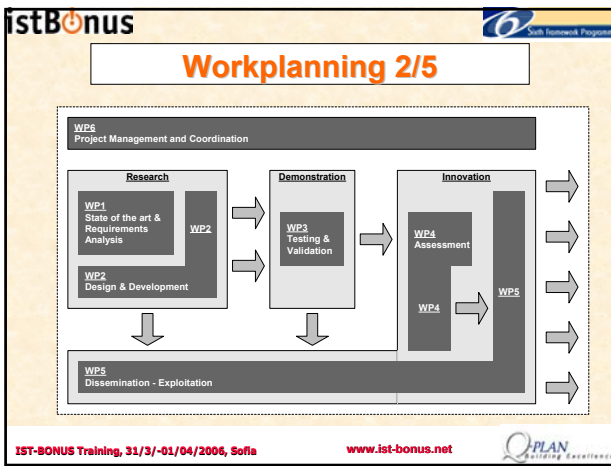 istBonus
Sixth Framework Programme
Workplanning 2/5
WP6
Project Management and Coordination
Research
WP1
State of the art &
Requirements
Analysis
WP2
WP2
Design & Development
Demonstration
WP3
Testing &
Validation
Innovation
WP4
Assessment
WP4
WP5
WP5
Dissemination - Exploitation
IST-BONUS Training, 31/3/-01/04/2006, Sofia
www.ist-bonus.net
Q-PLAN
Building Excellence